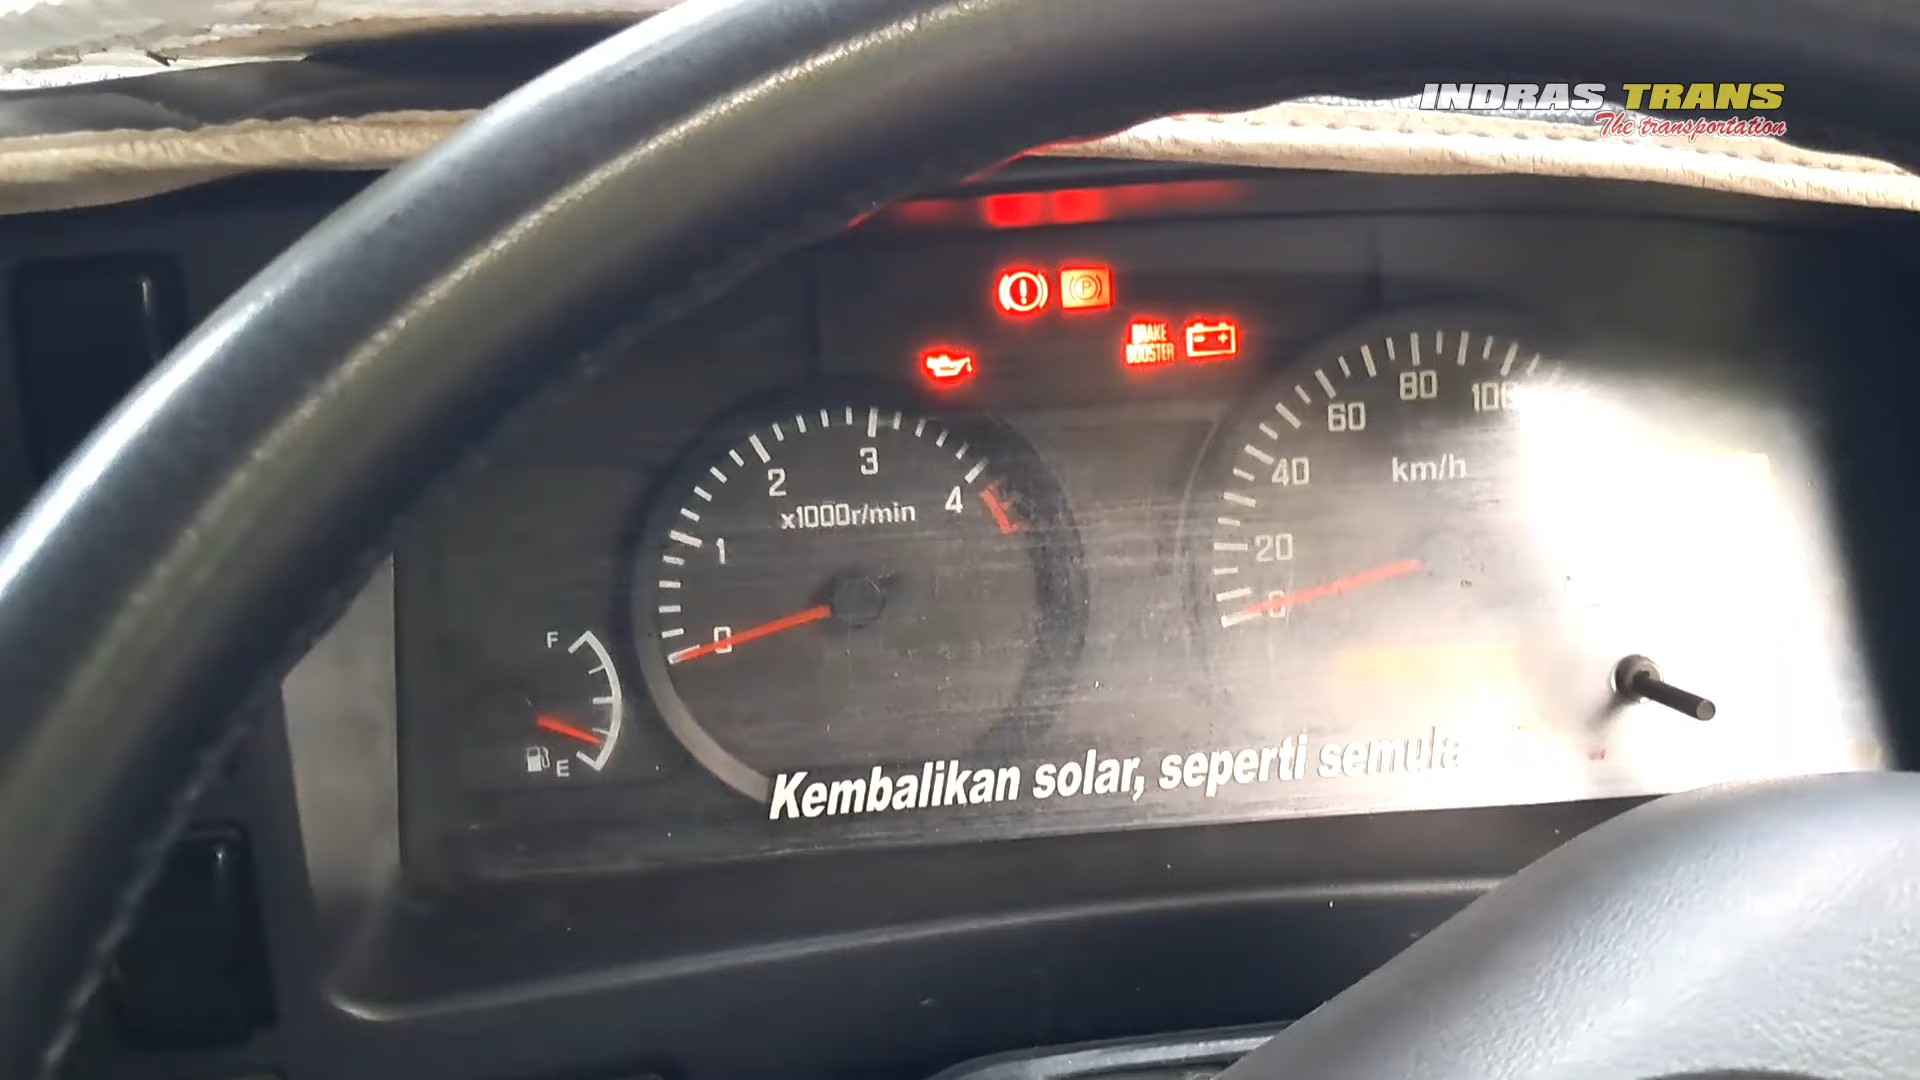 INDRAS TRANS
The transportation
P
BRAKE
BOOSTER
80
60
100
3
2
40
km/h
4
x1000r/min
1
20
0
0
F
E
Kembalikan solar, seperti semula